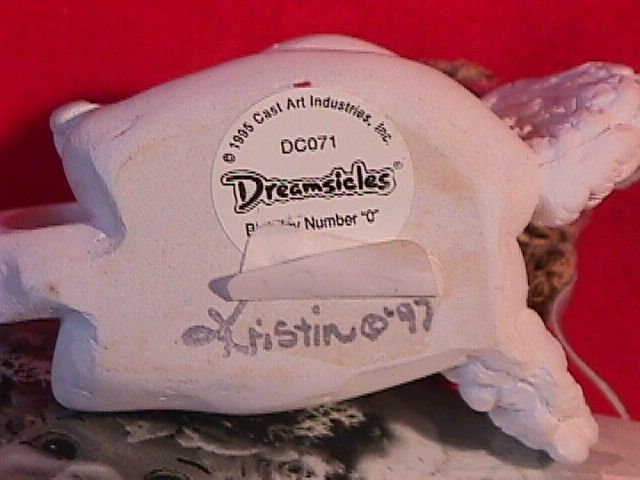 © 1995 Cast Art Industries, Inc.
DC071
Dreamsicles®
Number "0"
Kristin © '97